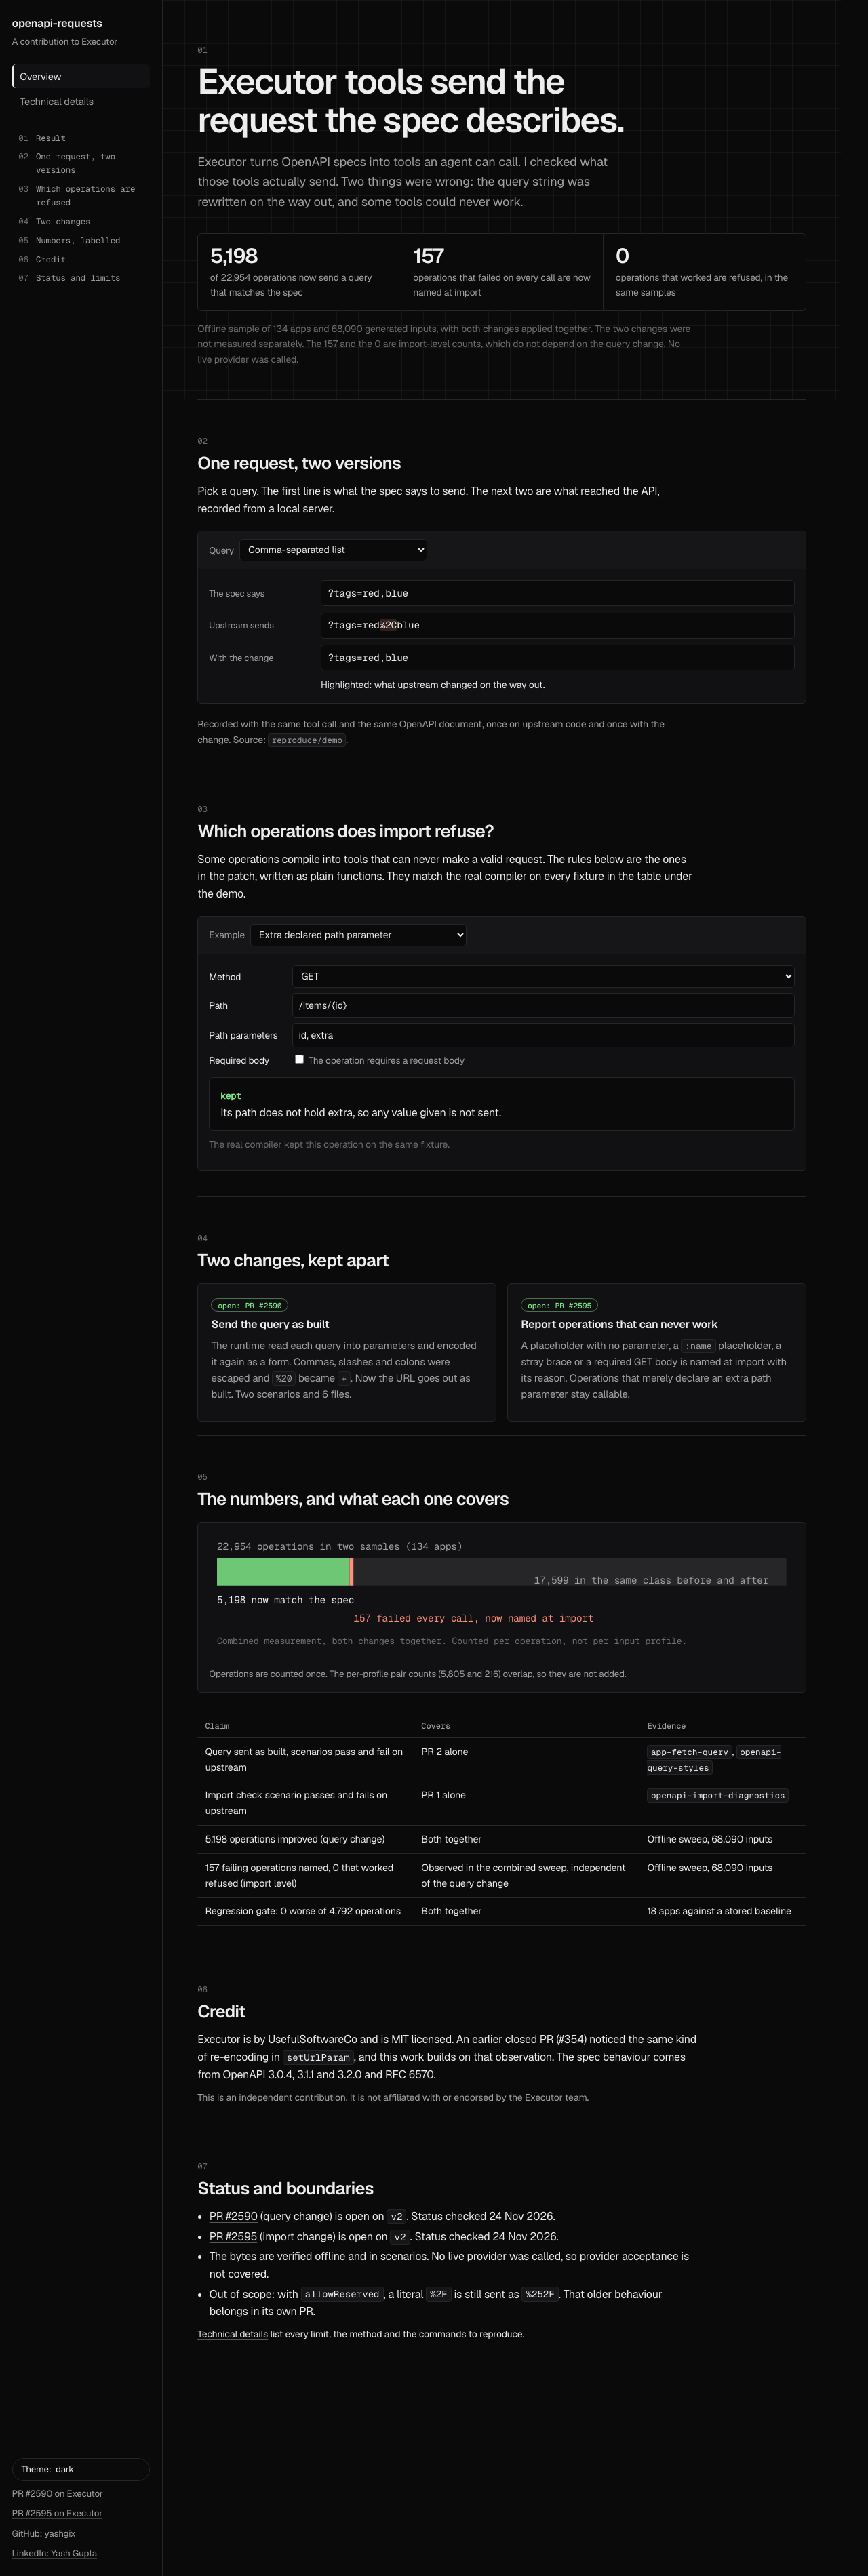 openapi-requests
A contribution to Executor
Overview
Technical details
01 Result
02 One request, two
versions
03 Which operations are
refused
04 Two changes
05 Numbers, labelled
06 Credit
07 Status and limits
01
Executor tools send the
request the spec describes.
Executor turns OpenAPI specs into tools an agent can call. I checked what
those tools actually send. Two things were wrong: the query string was
rewritten on the way out, and some tools could never work.
5,198
of 22,954 operations now send a query
that matches the spec
157
operations that failed on every call are now
named at import
0
operations that worked are refused, in the
same samples
Offline sample of 134 apps and 68,090 generated inputs, with both changes applied together. The two changes were
not measured separately. The 157 and the 0 are import-level counts, which do not depend on the query change. No
live provider was called.
02
One request, two versions
Pick a query. The first line is what the spec says to send. The next two are what reached the API,
recorded from a local server.
Query Comma-separated list
The spec says ?tags=red,blue
Upstream sends ?tags=red%2Cblue
With the change ?tags=red,blue
Highlighted: what upstream changed on the way out.
Recorded with the same tool call and the same OpenAPI document, once on upstream code and once with the
change. Source: reproduce/demo.
03
Which operations does import refuse?
Some operations compile into tools that can never make a valid request. The rules below are the ones
in the patch, written as plain functions. They match the real compiler on every fixture in the table under
the demo.
Example Extra declared path parameter
Method GET
Path /items/{id}
Path parameters id, extra
Required body The operation requires a request body
kept
Its path does not hold extra, so any value given is not sent.
The real compiler kept this operation on the same fixture.
04
Two changes, kept apart
open: PR #2590
Send the query as built
The runtime read each query into parameters and encoded
it again as a form. Commas, slashes and colons were
escaped and %20 became +. Now the URL goes out as
built. Two scenarios and 6 files.
open: PR #2595
Report operations that can never work
A placeholder with no parameter, a :name placeholder, a
stray brace or a required GET body is named at import with
its reason. Operations that merely declare an extra path
parameter stay callable.
05
The numbers, and what each one covers
22,954 operations in two samples (134 apps)
17,599 in the same class before and after
5,198 now match the spec
157 failed every call, now named at import
Combined measurement, both changes together. Counted per operation, not per input profile.
Operations are counted once. The per-profile pair counts (5,805 and 216) overlap, so they are not added.
Claim Covers Evidence
Query sent as built, scenarios pass and fail on
upstream
PR 2 alone
app-fetch-query, openapi-
query-styles
Import check scenario passes and fails on
upstream
PR 1 alone
openapi-import-diagnostics
5,198 operations improved (query change) Both together Offline sweep, 68,090 inputs
157 failing operations named, 0 that worked
refused (import level)
Observed in the combined sweep, independent
of the query change
Offline sweep, 68,090 inputs
Regression gate: 0 worse of 4,792 operations Both together 18 apps against a stored baseline
06
Credit
Executor is by UsefulSoftwareCo and is MIT licensed. An earlier closed PR (#354) noticed the same kind
of re-encoding in setUrlParam, and this work builds on that observation. The spec behaviour comes
from OpenAPI 3.0.4, 3.1.1 and 3.2.0 and RFC 6570.
This is an independent contribution. It is not affiliated with or endorsed by the Executor team.
07
Status and boundaries
• PR #2590 (query change) is open on v2. Status checked 24 Nov 2026.
• PR #2595 (import change) is open on v2. Status checked 24 Nov 2026.
• The bytes are verified offline and in scenarios. No live provider was called, so provider acceptance is
not covered.
• Out of scope: with allowReserved, a literal %2F is still sent as %252F. That older behaviour
belongs in its own PR.
Technical details list every limit, the method and the commands to reproduce.
Theme: dark
PR #2590 on Executor
PR #2595 on Executor
GitHub: yashgix
LinkedIn: Yash Gupta